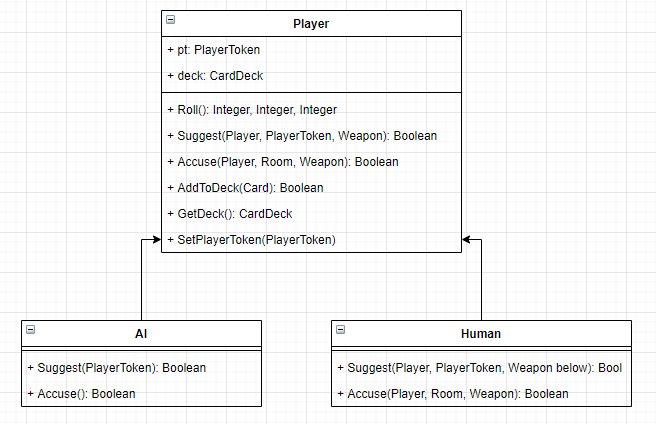 Player
+ pt: PlayerToken
+ deck: CardDeck
+ Roll(): Integer, Integer, Integer
+ Suggest(Player, PlayerToken, Weapon): Boolean
+ Accuse(Player, Room, Weapon): Boolean
+ AddToDeck(Card): Boolean
+ GetDeck(): CardDeck
+ SetPlayerToken(PlayerToken)
AI
+ Suggest(PlayerToken): Boolean
+ Accuse(): Boolean
Human
+ Suggest(Player, PlayerToken, Weapon below): Bool
+ Accuse(Player, Room, Weapon): Boolean